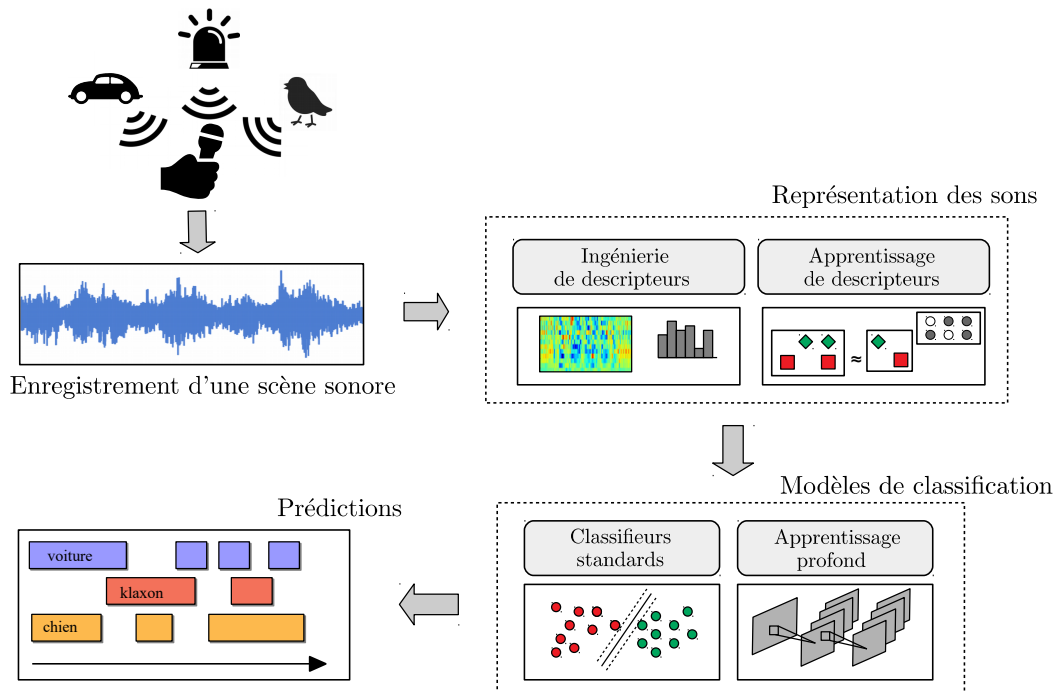 Représentation des sons
Ingénierie
de descripteurs
Apprentissage
de descripteurs
≈
Enregistrement d'une scène sonore
Modèles de classification
Classifieurs
standards
Apprentissage
profond
Prédictions
voiture
klaxon
chien